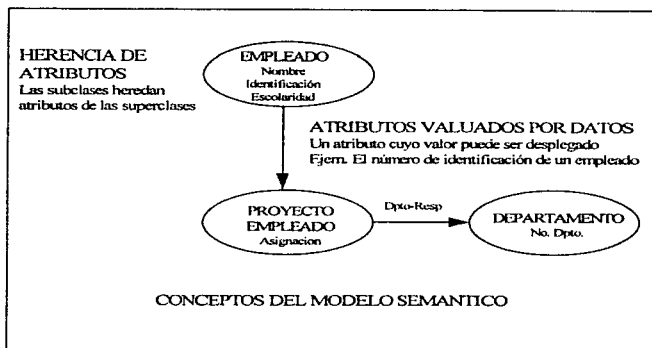 HERENCIA DE
ATRIBUTOS
Las subclases heredan
atributos de las superclases
EMPLEADO
Nombre
Identificación
Escolaridad
ATRIBUTOS VALUADOS POR DATOS
Un atributo cuyo valor puede ser desplegado
Ejem. El número de identificación de un empleado
PROYECTO
EMPLEADO
Asignacion
Dpto-Resp
DEPARTAMENTO
No. Dpto.
CONCEPTOS DEL MODELO SEMANTICO